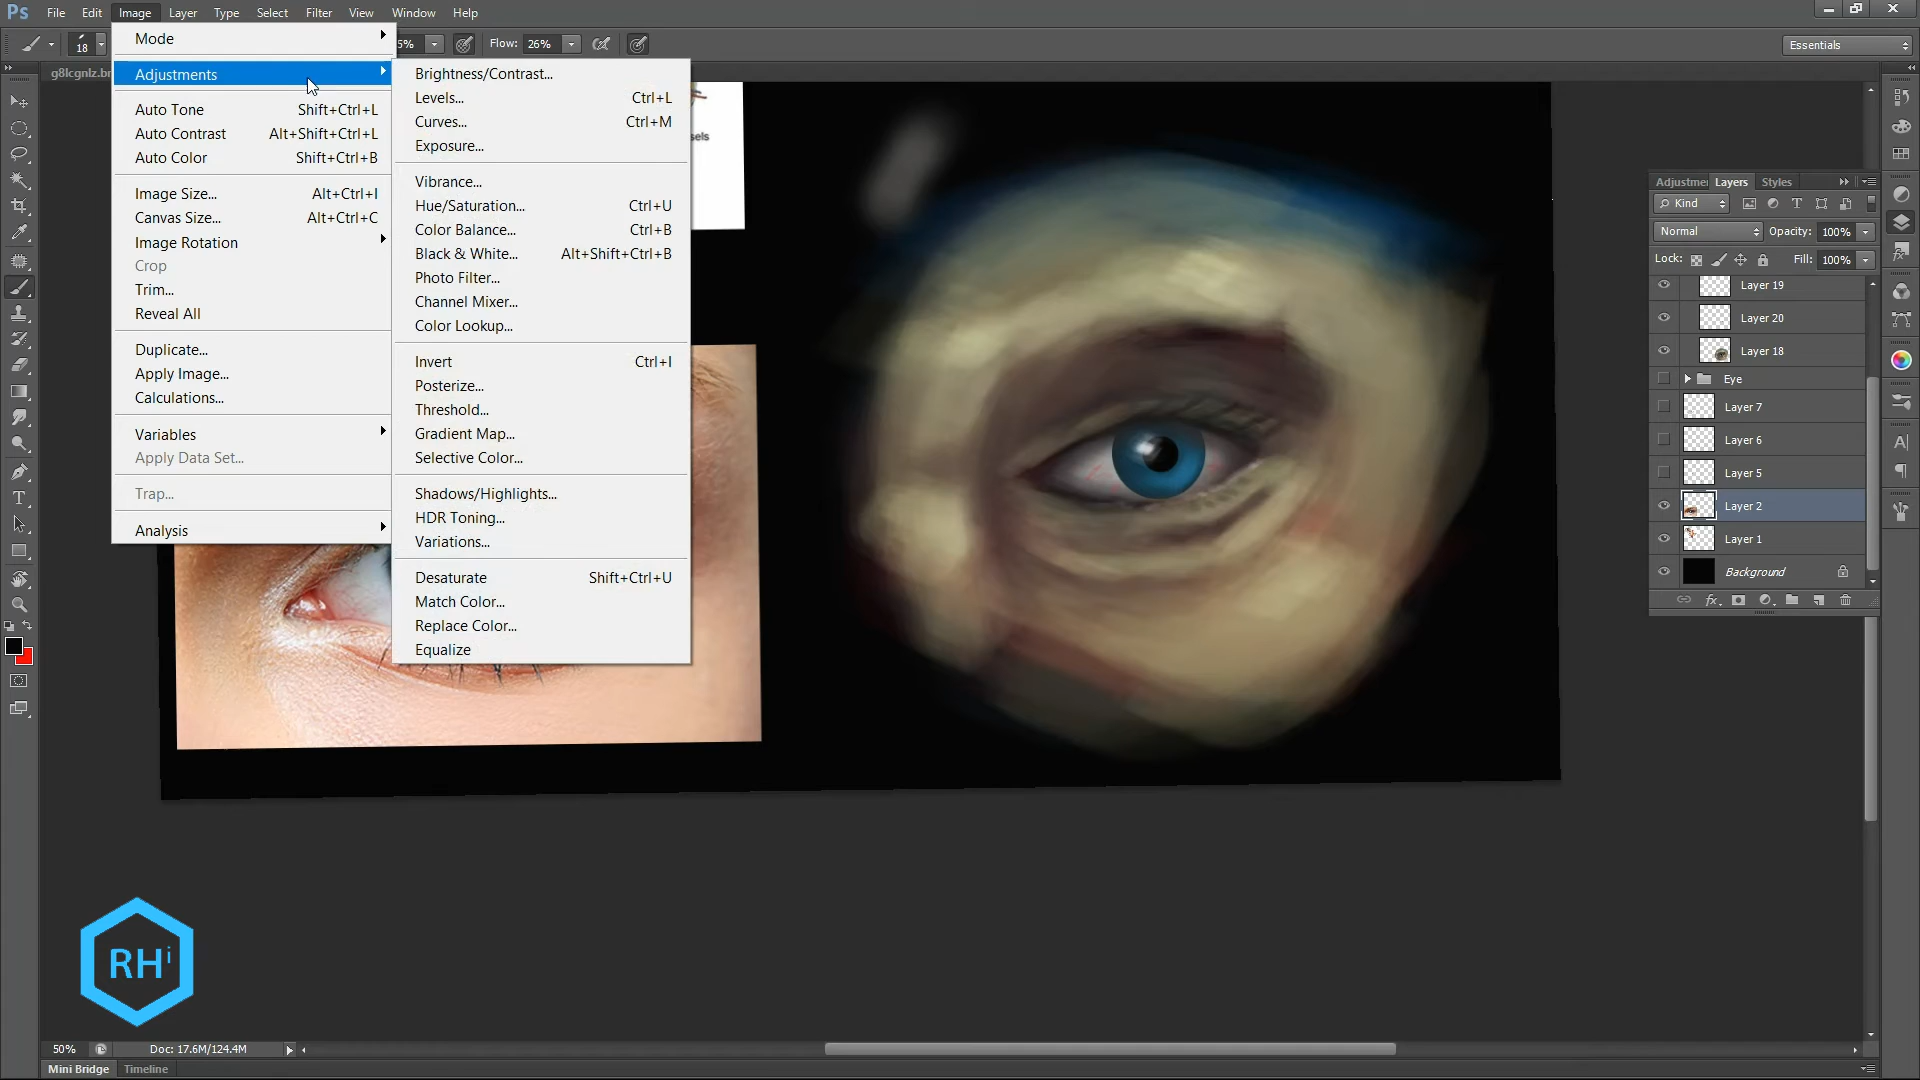 Ps File Edit Image Layer Type Select Filter View Window Help
18
5%
Flow: 26%
Essentials
Mode
Adjustments
Auto Tone Shift+Ctrl+L
Auto Contrast Alt+Shift+Ctrl+L
Auto Color Shift+Ctrl+B
Image Size... Alt+Ctrl+I
Canvas Size... Alt+Ctrl+C
Image Rotation
Crop
Trim...
Reveal All
Duplicate...
Apply Image...
Calculations...
Variables
Apply Data Set...
Trap...
Analysis
Brightness/Contrast...
Levels... Ctrl+L
Curves... Ctrl+M
Exposure...
Vibrance...
Hue/Saturation... Ctrl+U
Color Balance... Ctrl+B
Black & White... Alt+Shift+Ctrl+B
Photo Filter...
Channel Mixer...
Color Lookup...
Invert Ctrl+I
Posterize...
Threshold...
Gradient Map...
Selective Color...
Shadows/Highlights...
HDR Toning...
Variations...
Desaturate Shift+Ctrl+U
Match Color...
Replace Color...
Equalize
sels
Adjustmen Layers Styles
Kind
Normal Opacity: 100%
Lock: Fill: 100%
Layer 19
Layer 20
Layer 18
Eye
Layer 7
Layer 6
Layer 5
Layer 2
Layer 1
Background
fx
RHi
50% Doc: 17.6M/124.4M
Mini Bridge Timeline